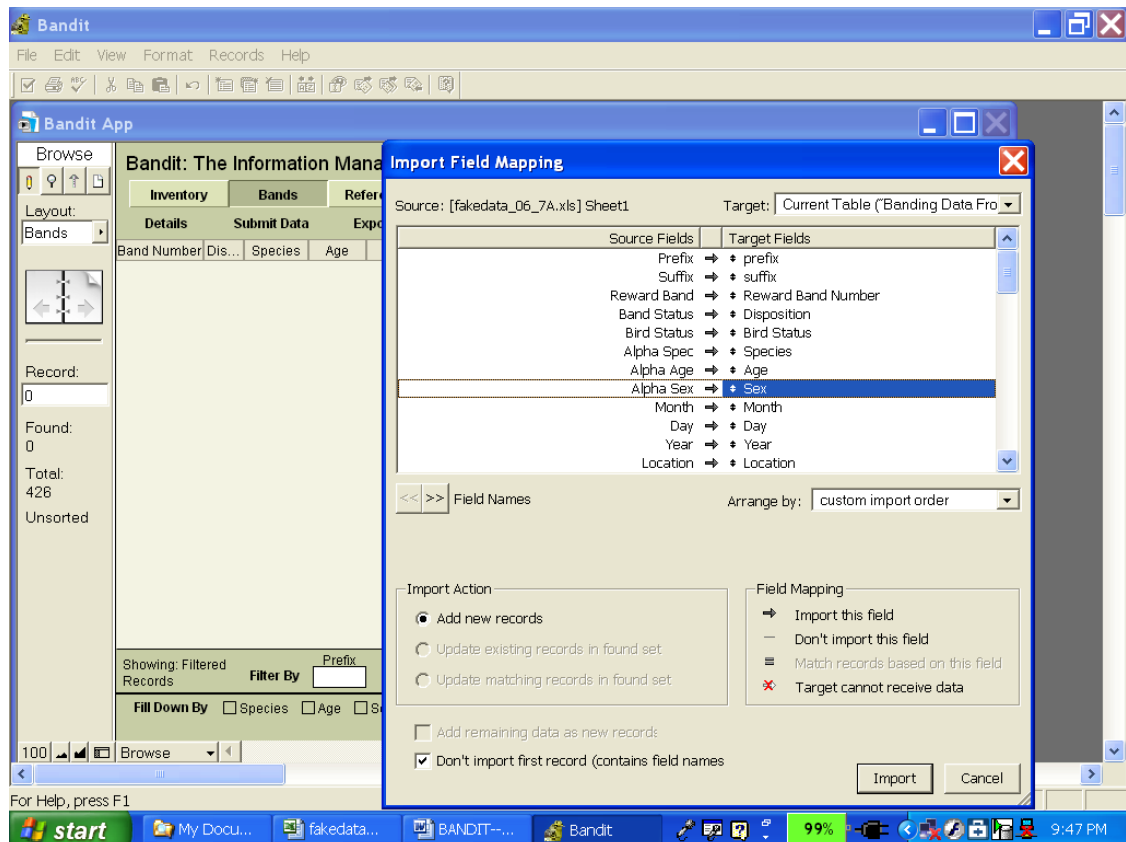 Bandit
File Edit View Format Records Help
Bandit App
Browse
Layout:
Bands
Record:
0
Found:
0
Total:
426
Unsorted
Bandit: The Information Mana
Inventory Bands Refere
Details Submit Data Expo
Band Number Dis... Species Age
Showing: Filtered Records
Filter By
Prefix
Fill Down By Species Age S
100 Browse
For Help, press F1
Import Field Mapping
Source: [fakedata_06_7A.xls] Sheet1 Target: Current Table ("Banding Data Fro
Source Fields Target Fields
Prefix prefix
Suffix suffix
Reward Band Reward Band Number
Band Status Disposition
Bird Status Bird Status
Alpha Spec Species
Alpha Age Age
Alpha Sex Sex
Month Month
Day Day
Year Year
Location Location
<< >> Field Names Arrange by: custom import order
Import Action
Add new records
Update existing records in found set
Update matching records in found set
Add remaining data as new records
Don't import first record (contains field names
Field Mapping
Import this field
Don't import this field
Match records based on this field
Target cannot receive data
Import Cancel
start My Docu... fakedata... BANDIT--... Bandit 99% 9:47 PM